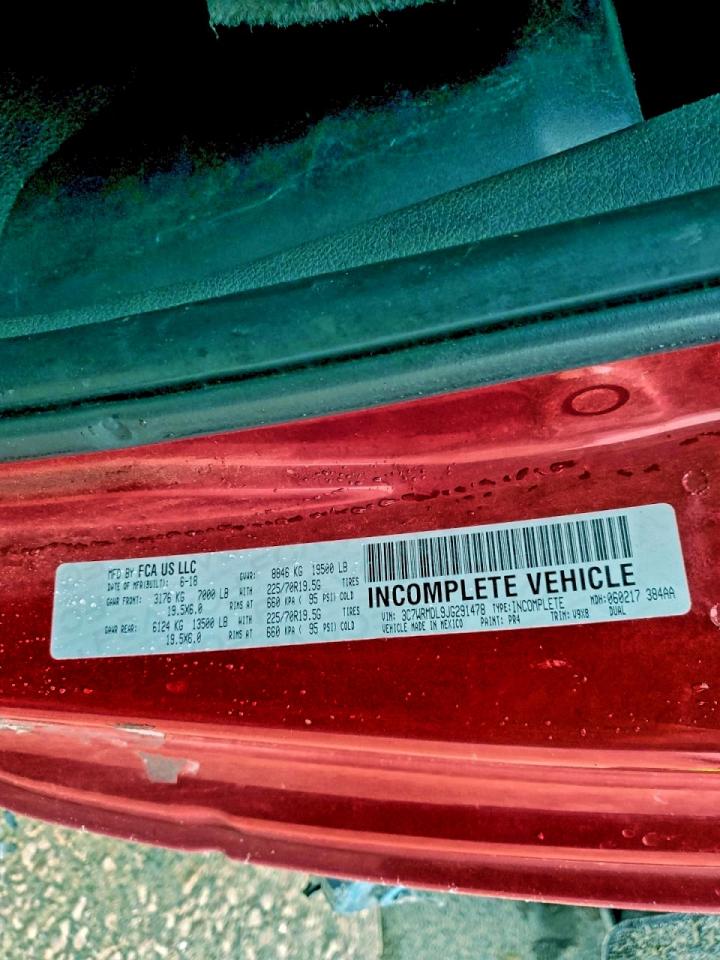 MFD BY FCA US LLC
DATE OF MFR(BUILT): 6-18 GVWR: 8846 KG 19500 LB
GAWR FRONT: 3176 KG 7000 LB WITH 225/70R19.5G TIRES
19.5X6.0 RIMS AT 660 KPA ( 95 PSI) COLD
GAWR REAR: 6124 KG 13500 LB WITH 225/70R19.5G TIRES
19.5X6.0 RIMS AT 660 KPA ( 95 PSI) COLD
INCOMPLETE VEHICLE
VIN: 3C7WRMDL9JG291478 TYPE:INCOMPLETE MDH:060217 384AA
VEHICLE MADE IN MEXICO PAINT: PR4 TRIM: V9X8 DUAL